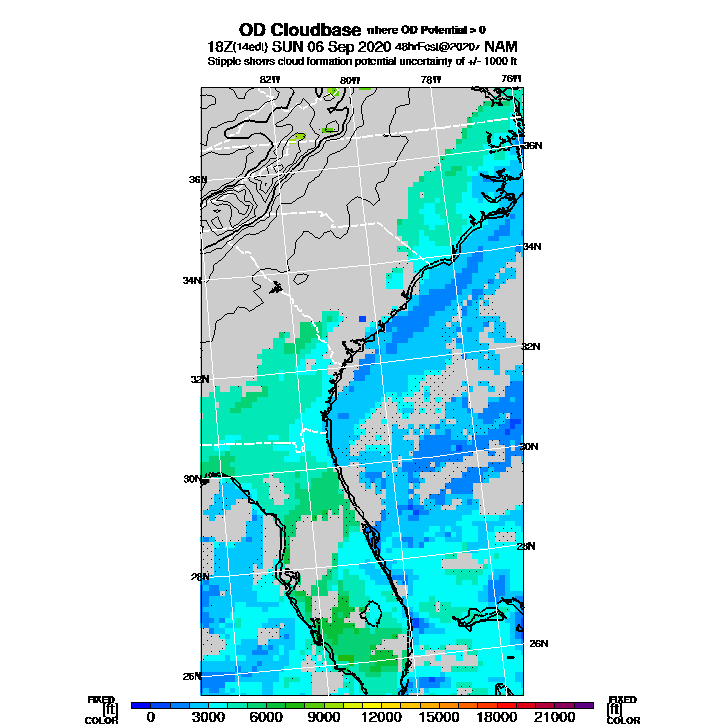 OD Cloudbase where OD Potential > 0
18Z(14edt) SUN 06 Sep 2020 48hrFcst@2020z NAM
Stipple shows cloud formation potential uncertainty of +/- 1000 ft
82W 80W 78W 76W
36N
36N
34N
34N
32N
32N
30N
30N
28N
28N
26N
26N
FIXED FIXED
[ft] 0 3000 6000 9000 12000 15000 18000 21000 [ft]
COLOR COLOR